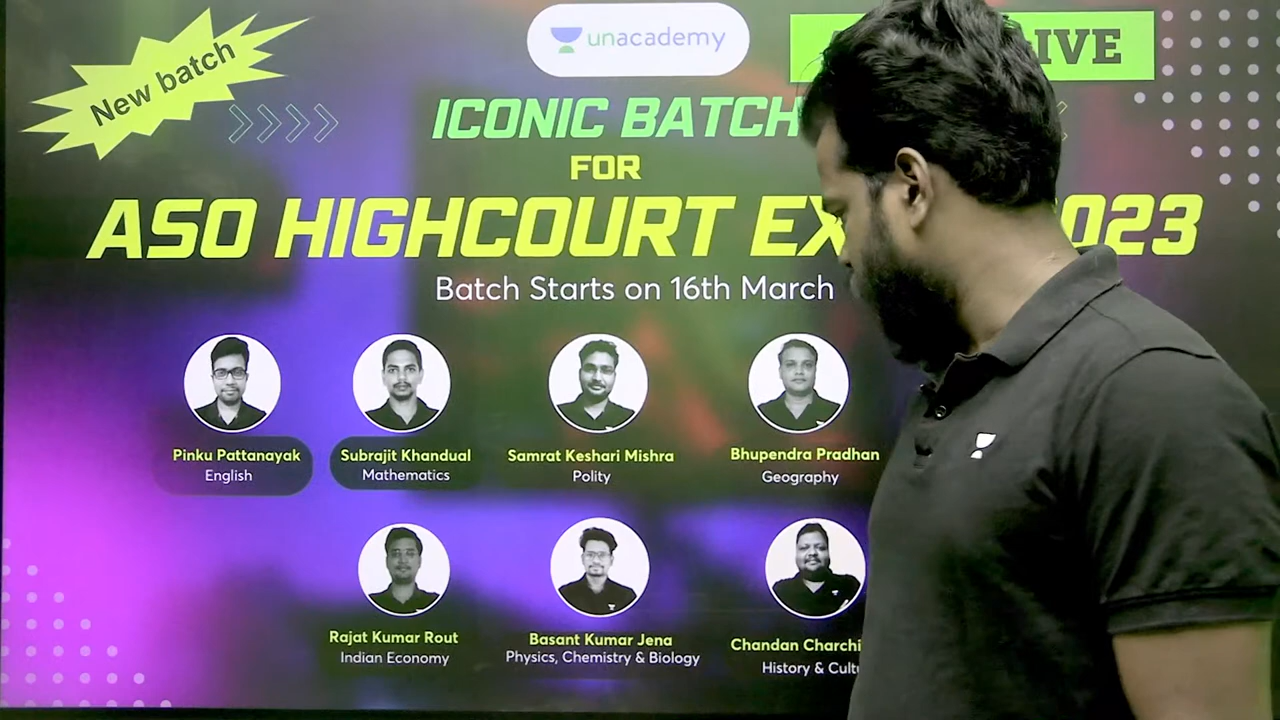 New batch
unacademy
IVE
ICONIC BATCH
FOR
ASO HIGHCOURT EX 2023
Batch Starts on 16th March
Pinku Pattanayak
English
Subrajit Khandual
Mathematics
Samrat Keshari Mishra
Polity
Bhupendra Pradhan
Geography
Rajat Kumar Rout
Indian Economy
Basant Kumar Jena
Physics, Chemistry & Biology
Chandan Charchi
History & Cultu